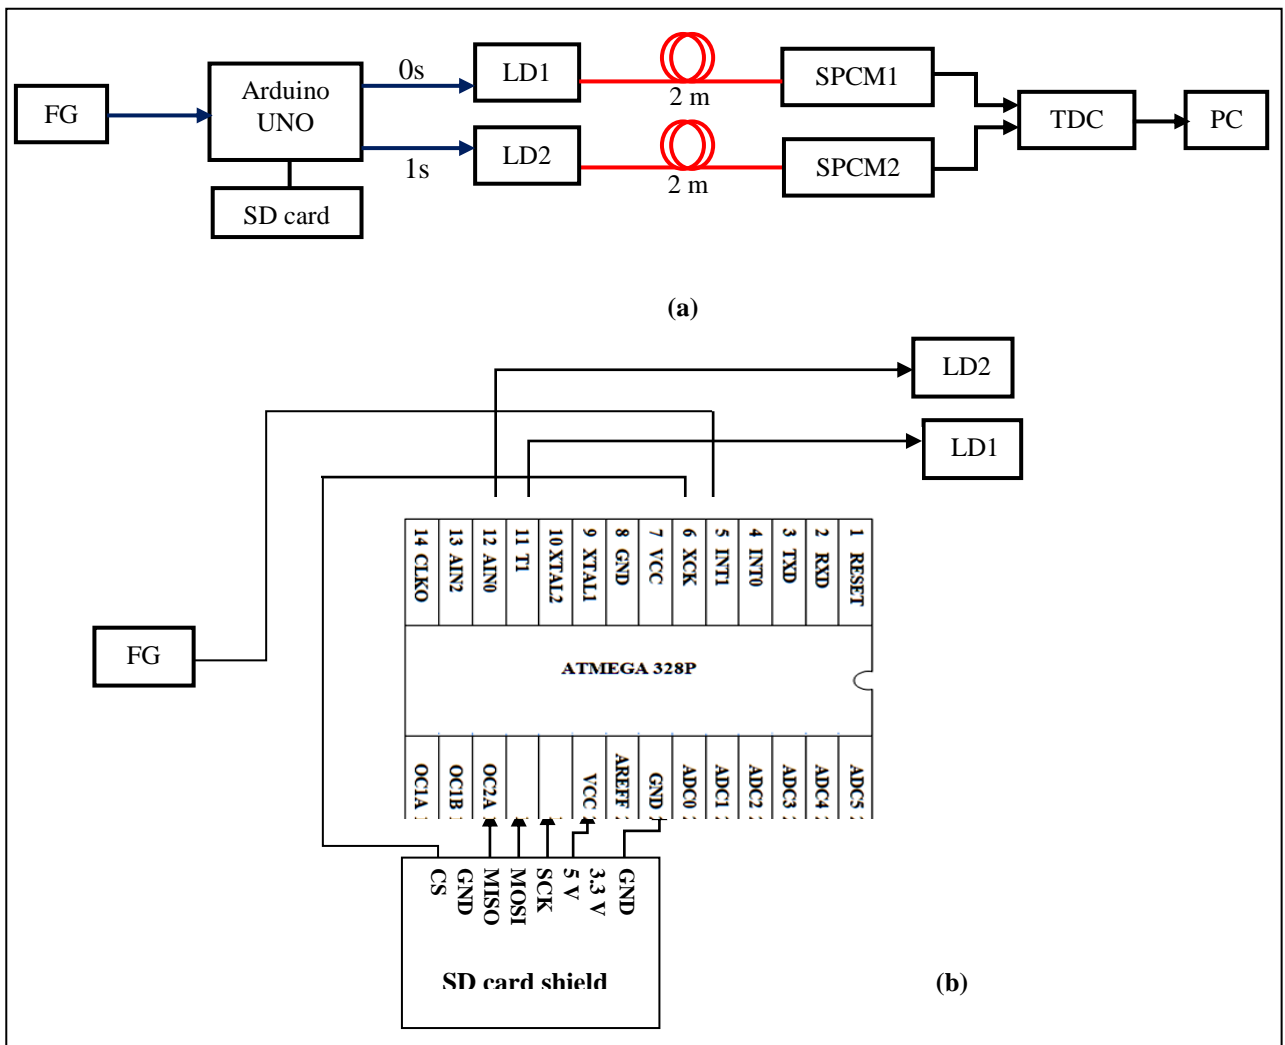 FG
Arduino
UNO
SD card
0s
1s
LD1
LD2
2 m
2 m
SPCM1
SPCM2
TDC
PC
(a)
LD2
LD1
FG
14 CLKO
13 AIN2
12 AIN0
11 T1
10 XTAL2
9 XTAL1
8 GND
7 VCC
6 XCK
5 INT1
4 INT0
3 TXD
2 RXD
1 RESET
ATMEGA 328P
OC1A
OC1B
OC2A
VCC
AREFF
GND
ADC0
ADC1
ADC2
ADC3
ADC4
ADC5
CS
GND
MISO
MOSI
SCK
5 V
3.3 V
GND
SD card shield
(b)